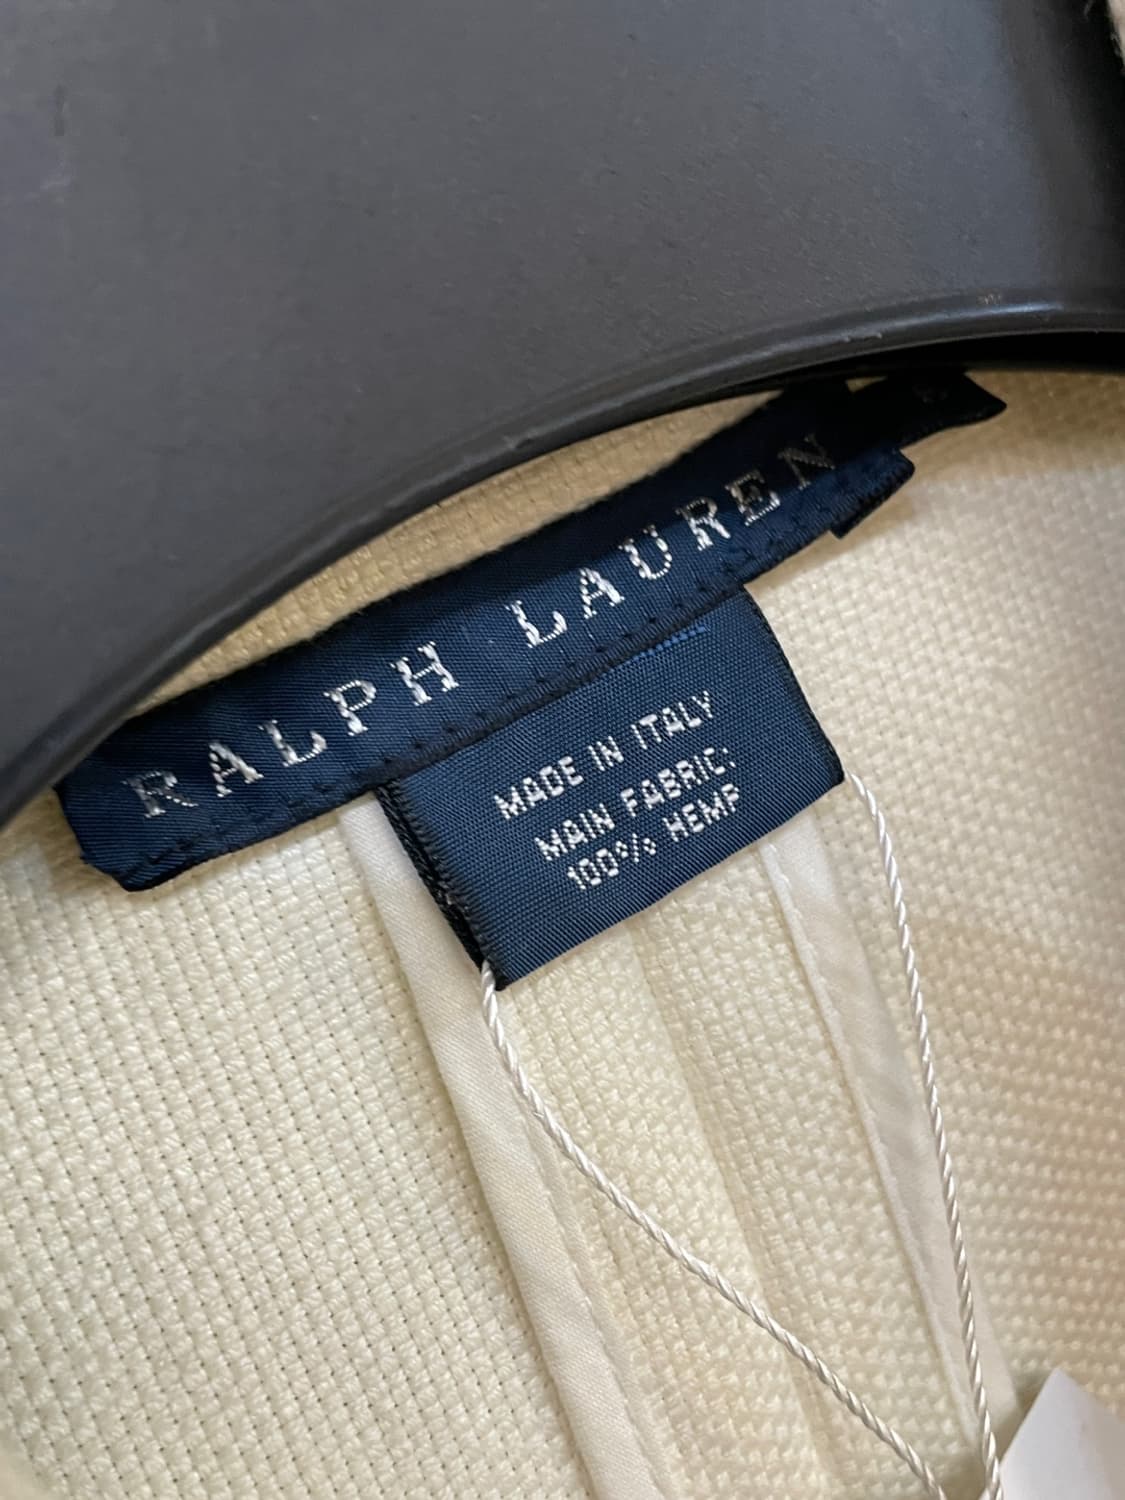 RALPH LAUREN
MADE IN ITALY
MAIN FABRIC:
100% HEMP